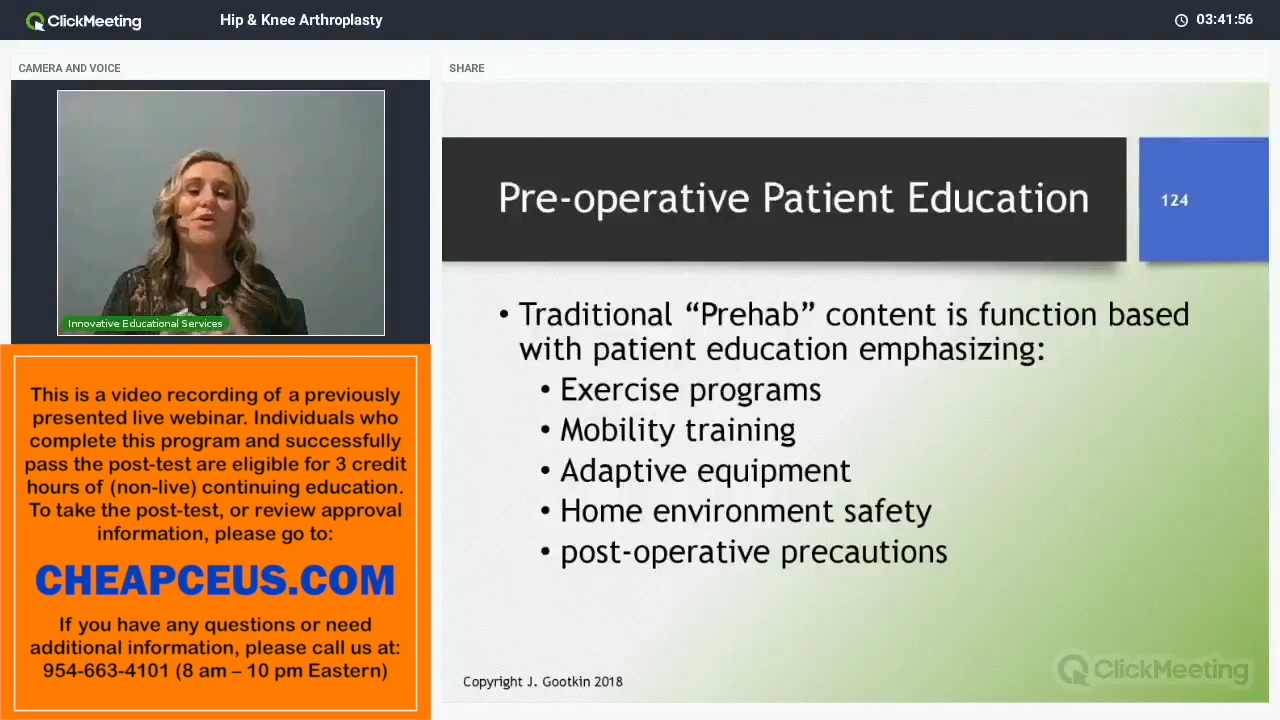 ClickMeeting
Hip & Knee Arthroplasty
03:41:56
CAMERA AND VOICE
Innovative Educational Services
This is a video recording of a previously
presented live webinar. Individuals who
complete this program and successfully
pass the post-test are eligible for 3 credit
hours of (non-live) continuing education.
To take the post-test, or review approval
information, please go to:
CHEAPCEUS.COM
If you have any questions or need
additional information, please call us at:
954-663-4101 (8 am – 10 pm Eastern)
SHARE
Pre-operative Patient Education
124
• Traditional “Prehab” content is function based
with patient education emphasizing:
• Exercise programs
• Mobility training
• Adaptive equipment
• Home environment safety
• post-operative precautions
Copyright J. Gootkin 2018
ClickMeeting